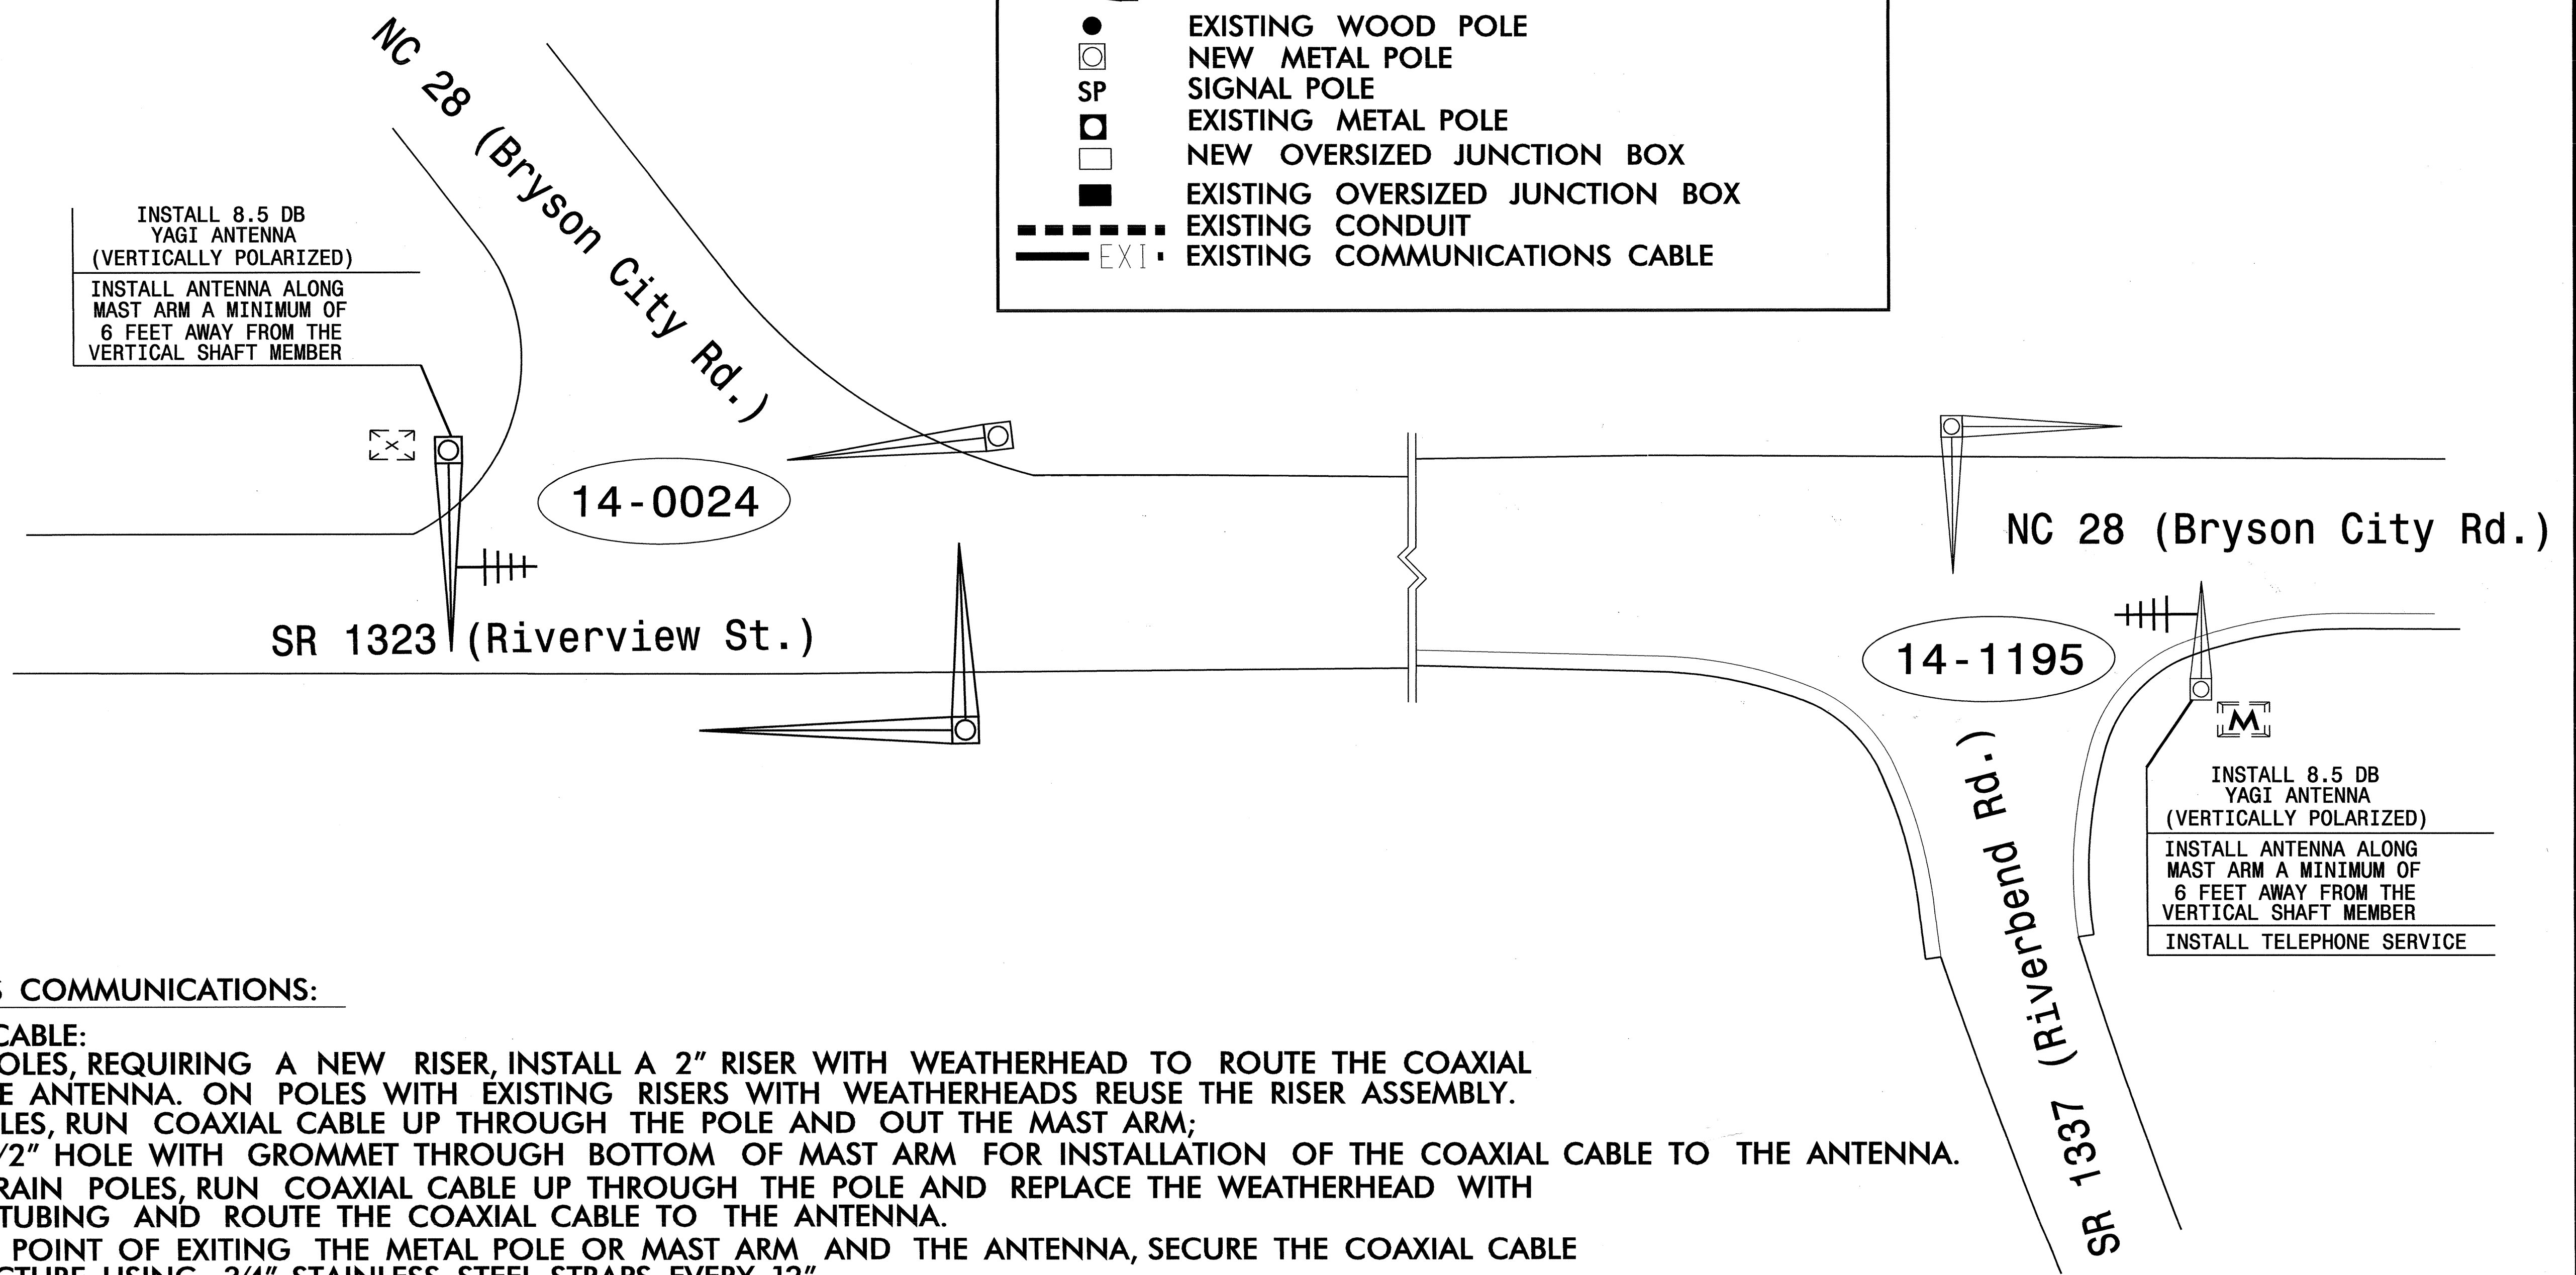 EXISTING WOOD POLE
NEW METAL POLE
SP SIGNAL POLE
EXISTING METAL POLE
NEW OVERSIZED JUNCTION BOX
EXISTING OVERSIZED JUNCTION BOX
EXISTING CONDUIT
EXI EXISTING COMMUNICATIONS CABLE
NC 28 (Bryson City Rd.)
INSTALL 8.5 DB
YAGI ANTENNA
(VERTICALLY POLARIZED)
INSTALL ANTENNA ALONG
MAST ARM A MINIMUM OF
6 FEET AWAY FROM THE
VERTICAL SHAFT MEMBER
X
14-0024
SR 1323 (Riverview St.)
NC 28 (Bryson City Rd.)
14-1195
M
SR 1337 (Riverbend Rd.)
INSTALL 8.5 DB
YAGI ANTENNA
(VERTICALLY POLARIZED)
INSTALL ANTENNA ALONG
MAST ARM A MINIMUM OF
6 FEET AWAY FROM THE
VERTICAL SHAFT MEMBER
INSTALL TELEPHONE SERVICE
S COMMUNICATIONS:
CABLE:
OLES, REQUIRING A NEW RISER, INSTALL A 2" RISER WITH WEATHERHEAD TO ROUTE THE COAXIAL
E ANTENNA. ON POLES WITH EXISTING RISERS WITH WEATHERHEADS REUSE THE RISER ASSEMBLY.
LES, RUN COAXIAL CABLE UP THROUGH THE POLE AND OUT THE MAST ARM;
/2" HOLE WITH GROMMET THROUGH BOTTOM OF MAST ARM FOR INSTALLATION OF THE COAXIAL CABLE TO THE ANTENNA.
RAIN POLES, RUN COAXIAL CABLE UP THROUGH THE POLE AND REPLACE THE WEATHERHEAD WITH
TUBING AND ROUTE THE COAXIAL CABLE TO THE ANTENNA.
POINT OF EXITING THE METAL POLE OR MAST ARM AND THE ANTENNA, SECURE THE COAXIAL CABLE
CTURE USING 3/4" STAINLESS STEEL STRAPS EVERY 12"